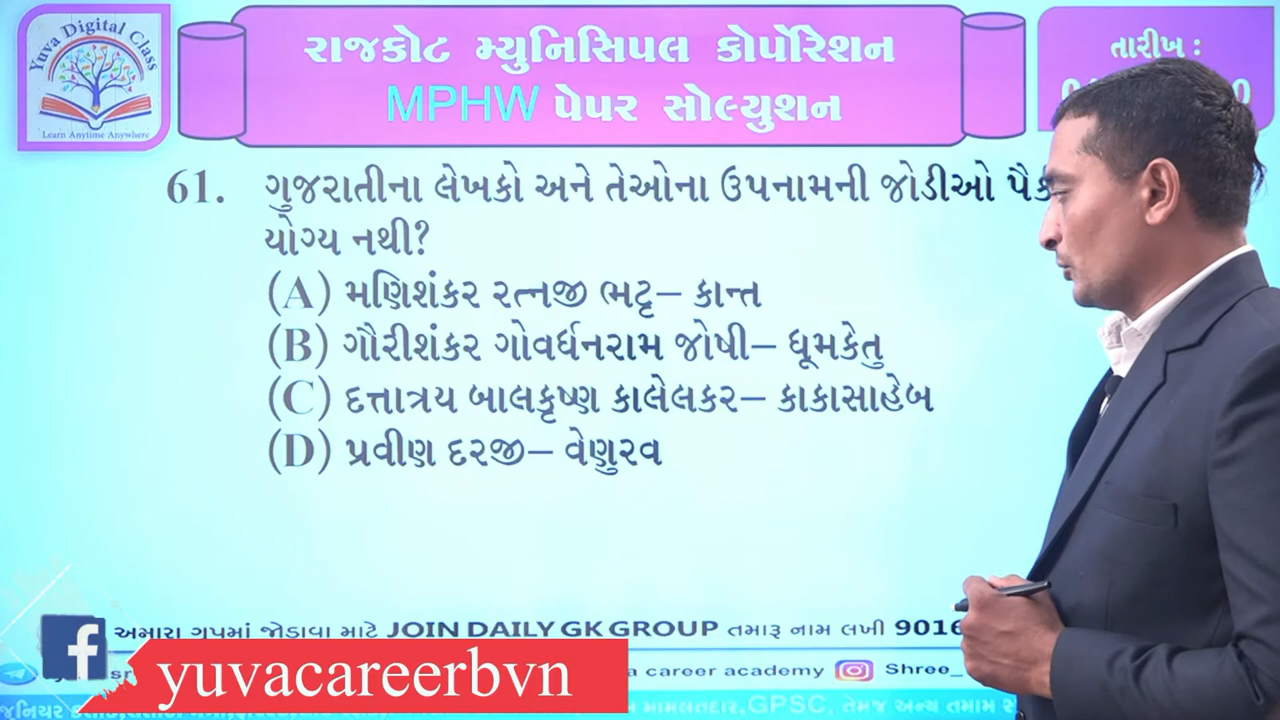 Yuva Digital Class
Learn Anytime Anywhere
રાજકોટ મ્યુનિસિપલ કોર્પોરેશન
MPHW પેપર સોલ્યુશન
તારીખ :
61. ગુજરાતીના લેખકો અને તેઓના ઉપનામની જોડીઓ
યોગ્ય નથી?
(A) મણિશંકર રત્નજી ભટ્ટ– કાન્ત
(B) ગૌરીશંકર ગોવર્ધનરામ જોષી– ધૂમકેતુ
(C) દત્તાત્રય બાલકૃષ્ણ કાલેલકર– કાકાસાહેબ
(D) પ્રવીણ દરજી– વેણુરવ
અમારા ગ્રુપમાં જોડાવા માટે JOIN DAILY GK GROUP તમારૂ નામ લખી 9016
f yuvacareerbvn
career academy Shree_
મામલતદાર, GPSC, તેમજ અન્ય તમામ